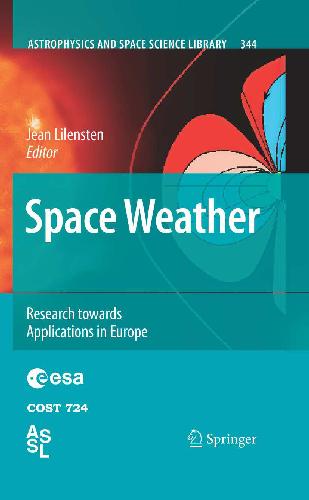 ASTROPHYSICS AND SPACE SCIENCE LIBRARY 344
Jean Lilensten
Editor
Space Weather
Research towards
Applications in Europe
esa
COST 724
AS
SL
Springer